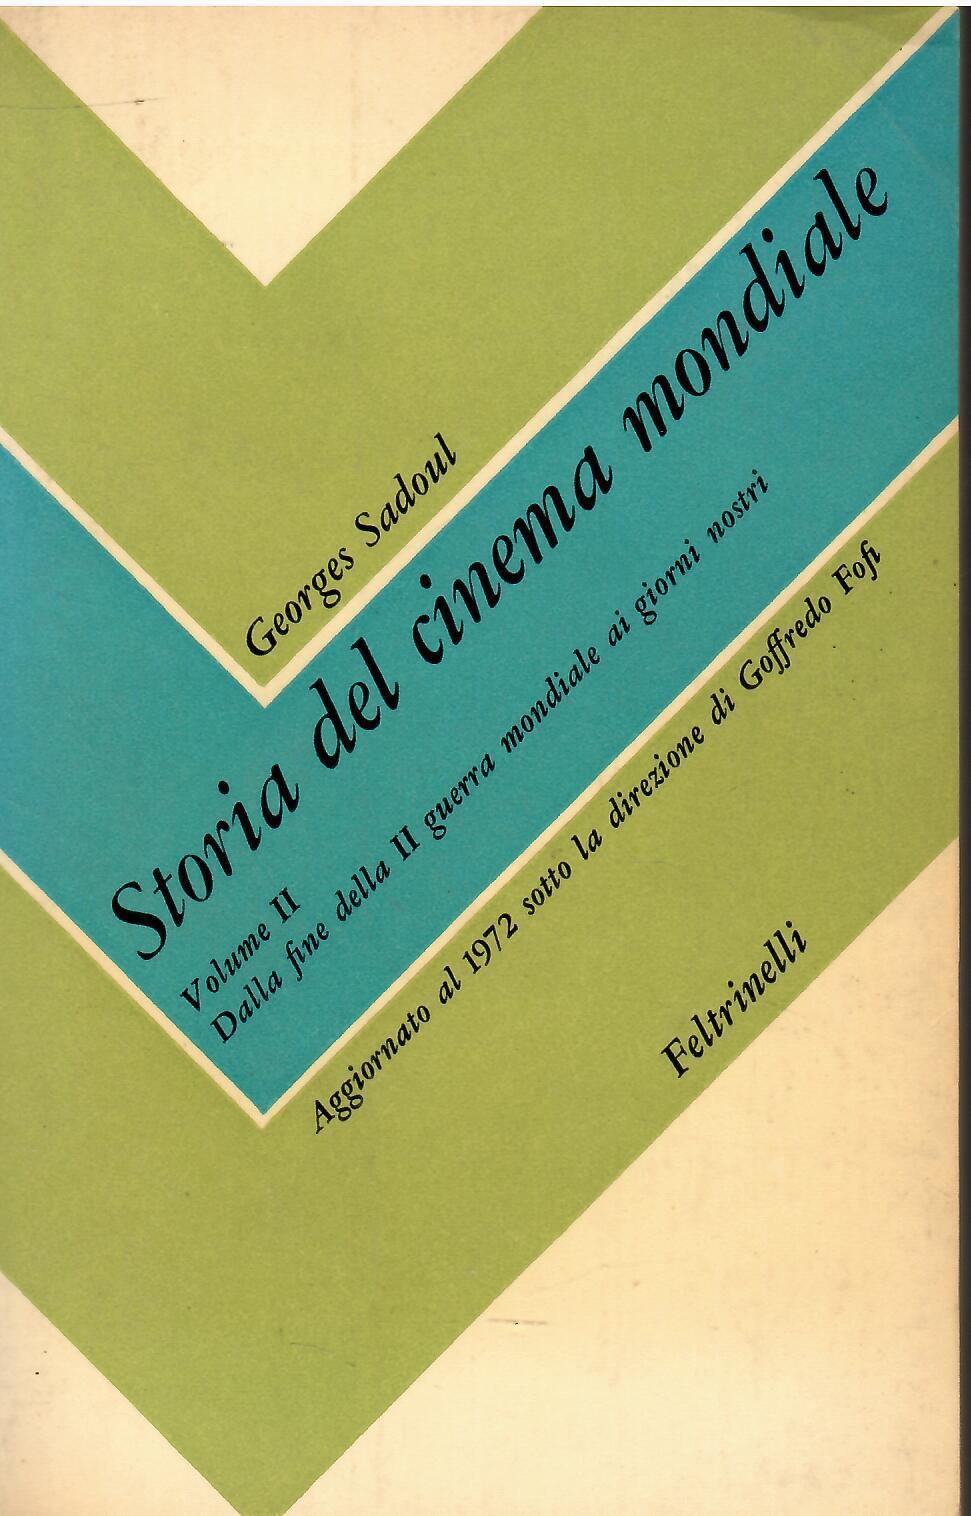 Georges Sadoul
Storia del cinema mondiale
Volume II
Dalla fine della II guerra mondiale ai giorni nostri
Aggiornato al 1972 sotto la direzione di Goffredo Fofi
Feltrinelli